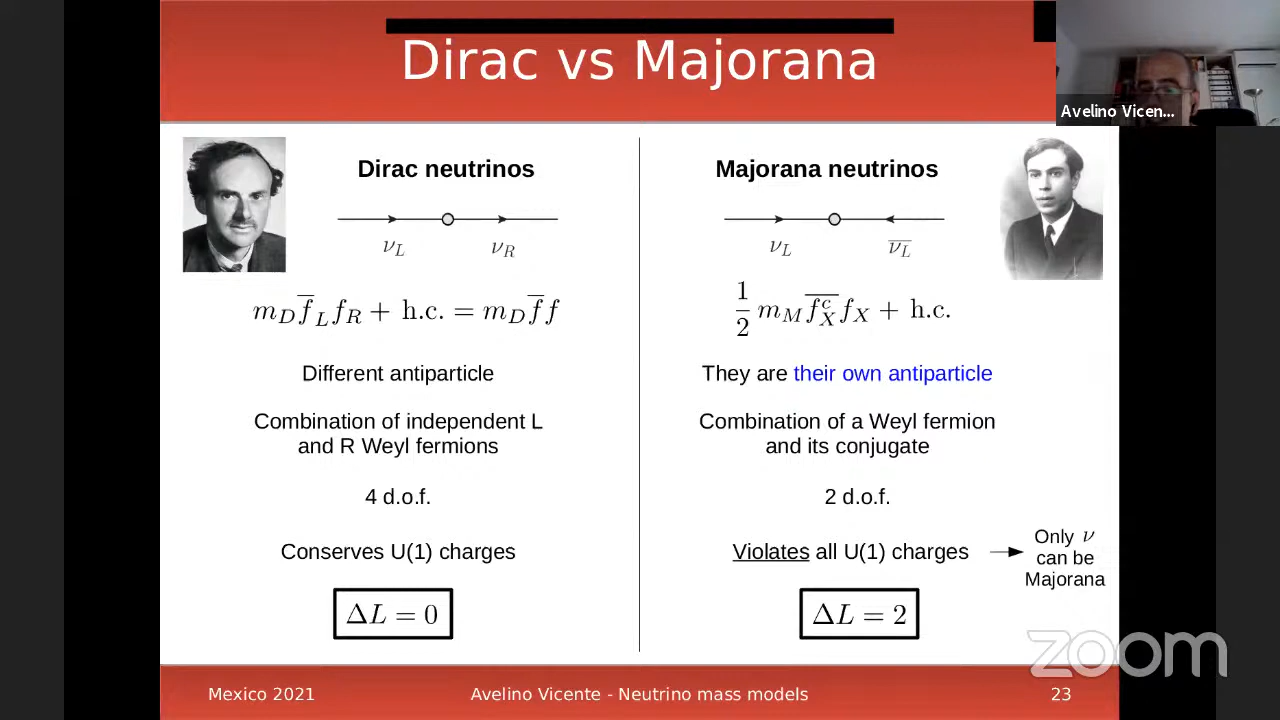 Dirac vs Majorana
Avelino Vicen...
Dirac neutrinos
ν_L
ν_R
m_D \overline{f}_L f_R + h.c. = m_D \overline{f} f
Different antiparticle
Combination of independent L
and R Weyl fermions
4 d.o.f.
Conserves U(1) charges
ΔL = 0
Majorana neutrinos
ν_L
\overline{ν_L}
\frac{1}{2} m_M \overline{f_X^c} f_X + h.c.
They are their own antiparticle
Combination of a Weyl fermion
and its conjugate
2 d.o.f.
Violates all U(1) charges
Only ν
can be
Majorana
ΔL = 2
zoom
Mexico 2021
Avelino Vicente - Neutrino mass models
23